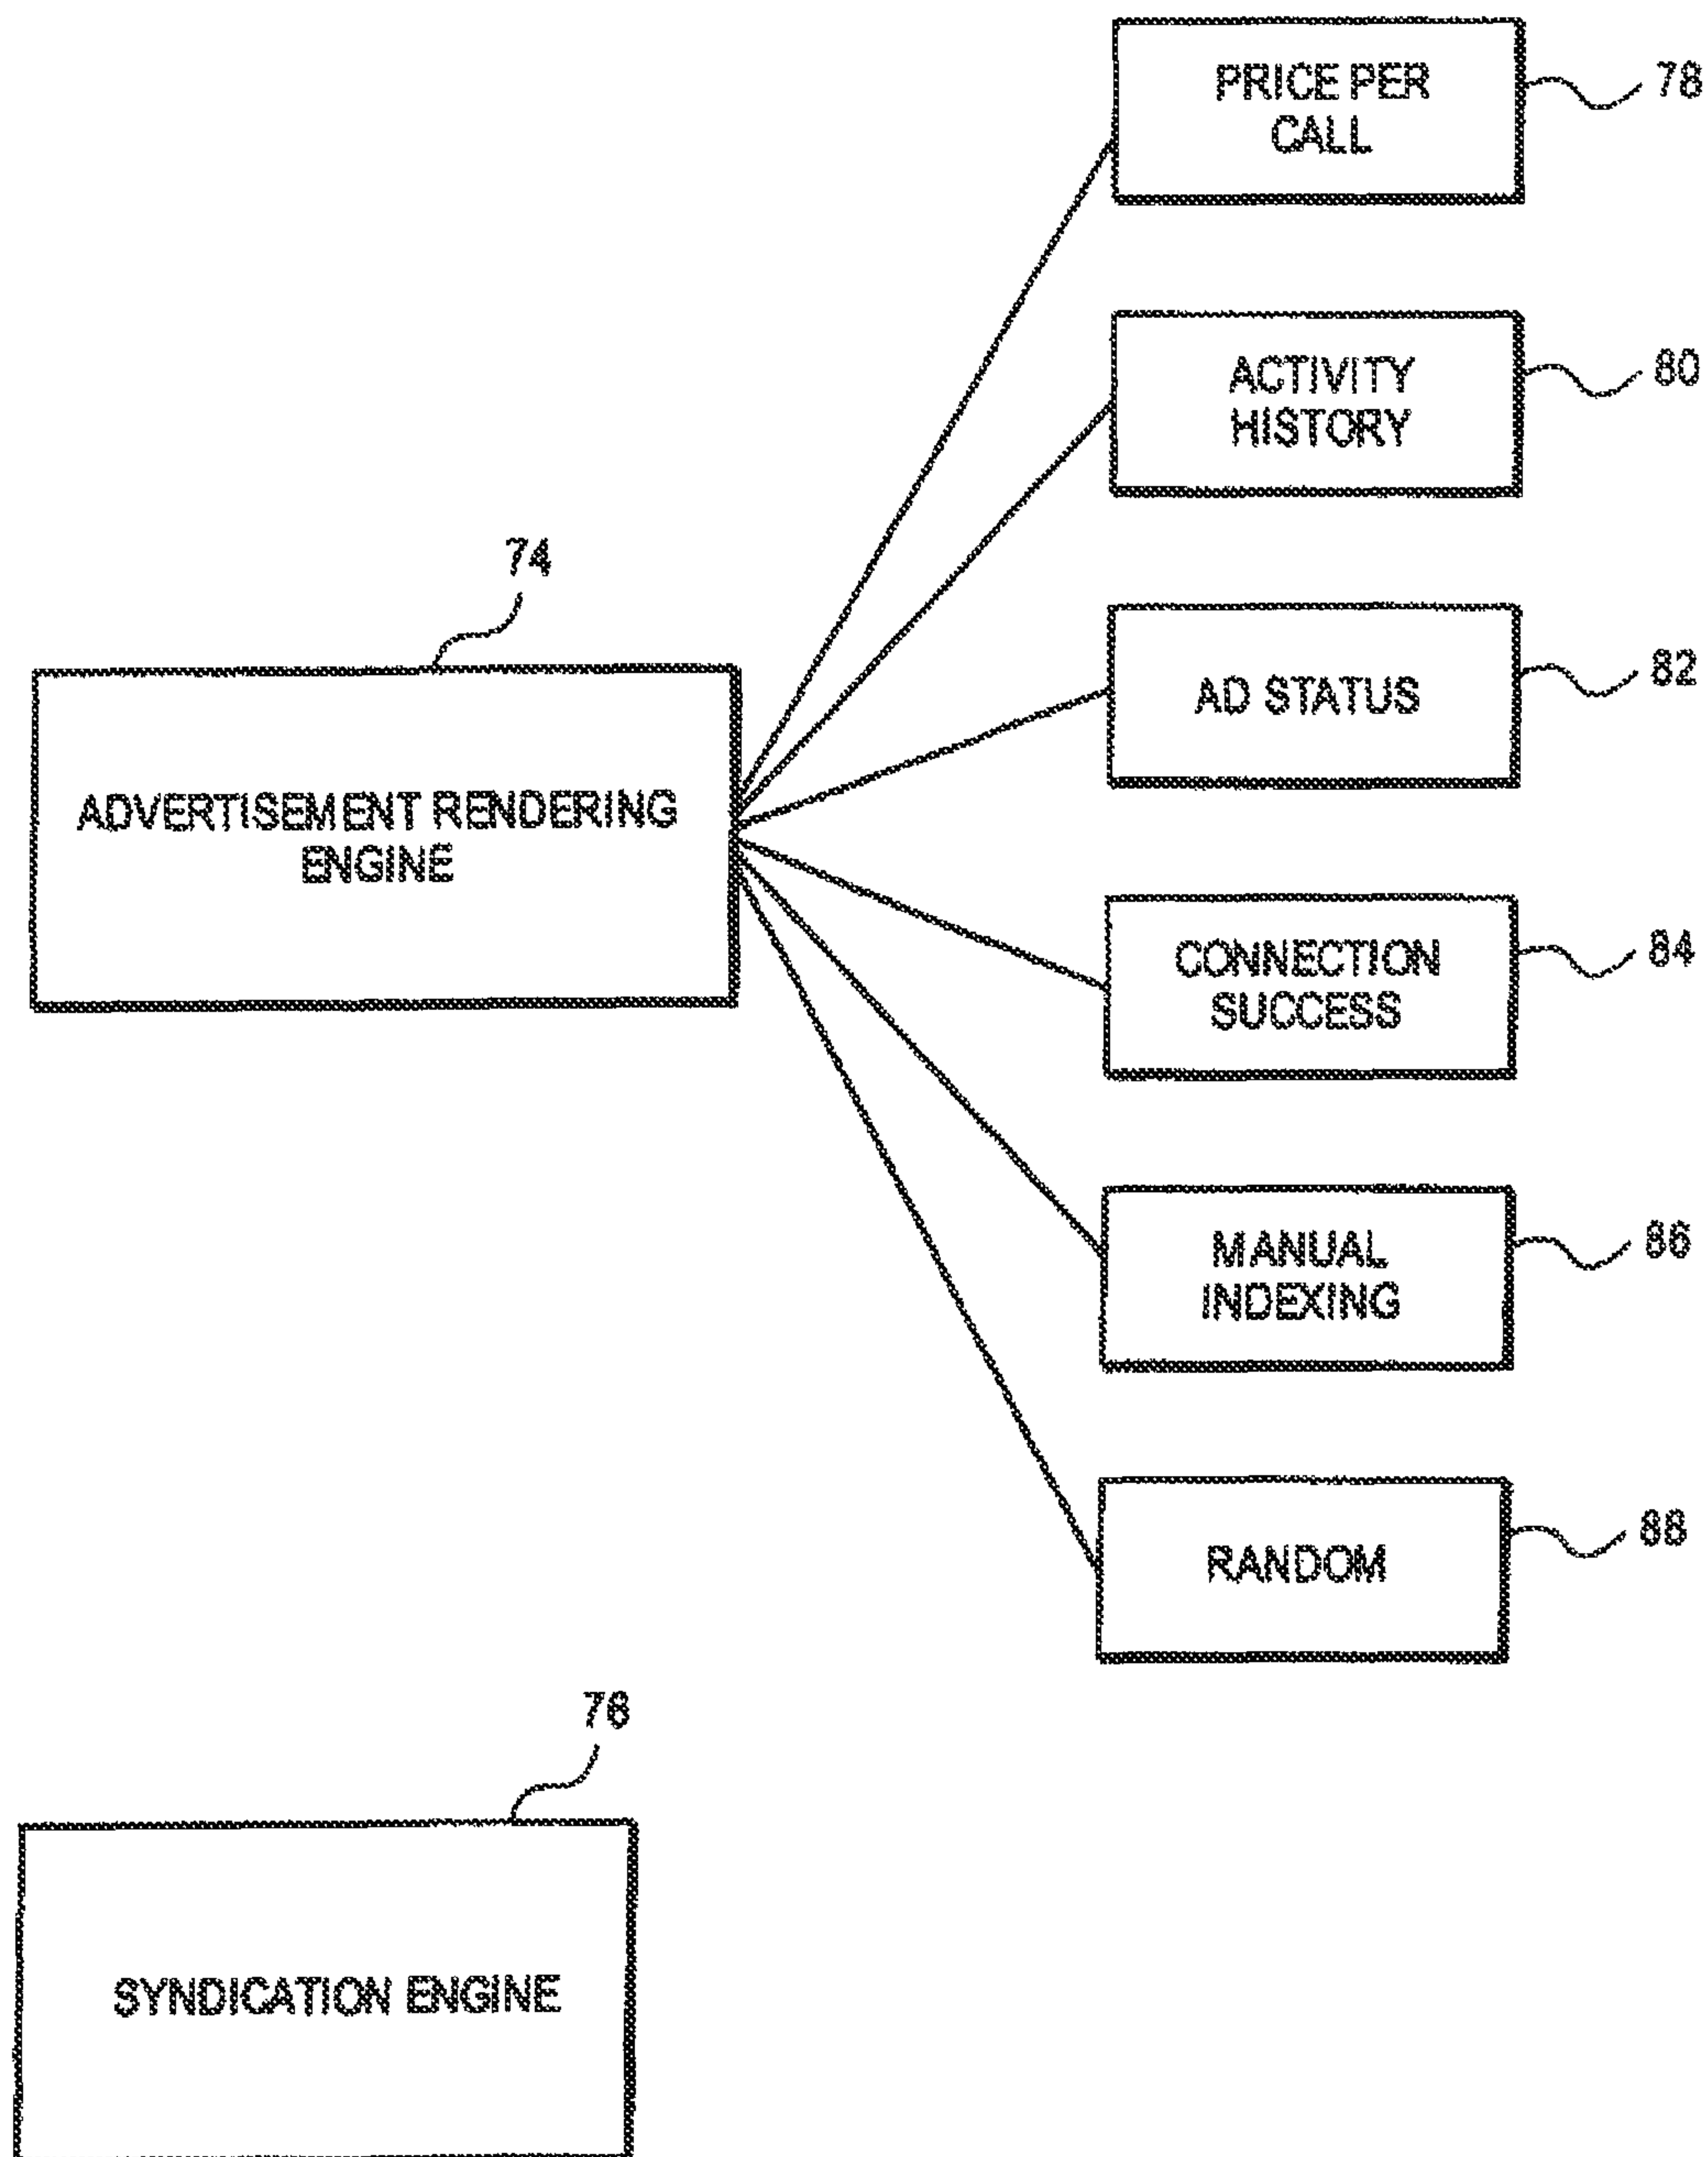 PRICE PER
CALL
78
ACTIVITY
HISTORY
80
74
AD STATUS
82
ADVERTISEMENT RENDERING
ENGINE
CONNECTION
SUCCESS
84
MANUAL
INDEXING
86
RANDOM
88
76
SYNDICATION ENGINE